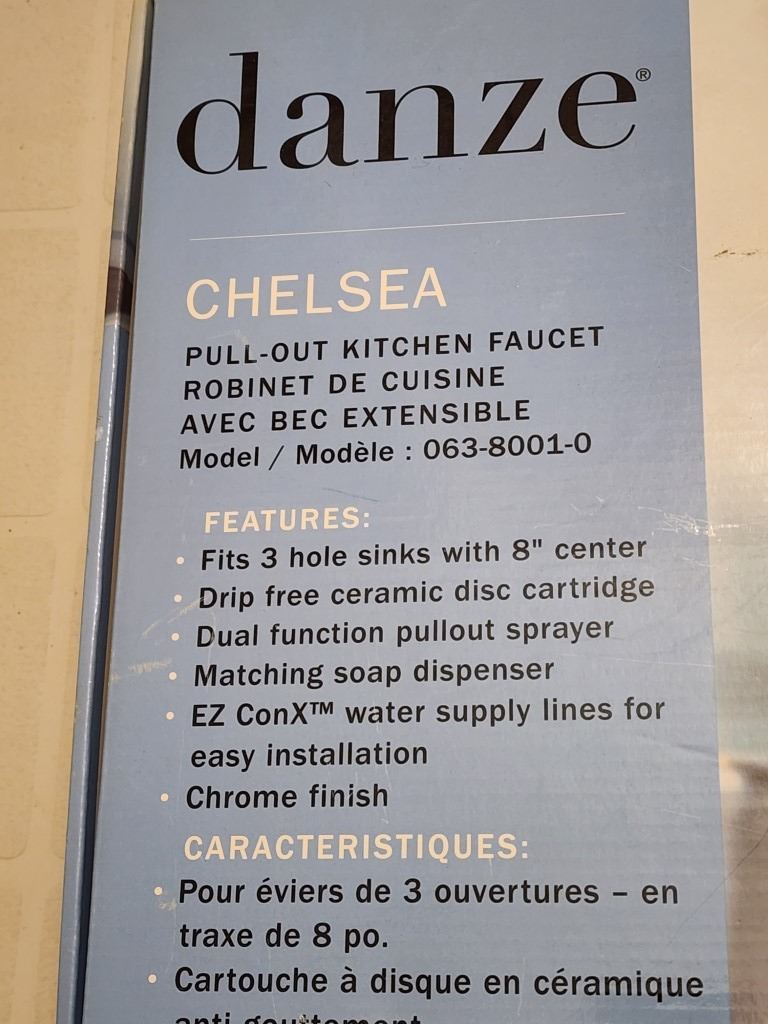 danze®
CHELSEA
PULL-OUT KITCHEN FAUCET
ROBINET DE CUISINE
AVEC BEC EXTENSIBLE
Model / Modèle : 063-8001-0
FEATURES:
• Fits 3 hole sinks with 8" center
• Drip free ceramic disc cartridge
• Dual function pullout sprayer
• Matching soap dispenser
• EZ ConX™ water supply lines for
easy installation
• Chrome finish
CARACTERISTIQUES:
• Pour éviers de 3 ouvertures – en
traxe de 8 po.
• Cartouche à disque en céramique
anti gouttement